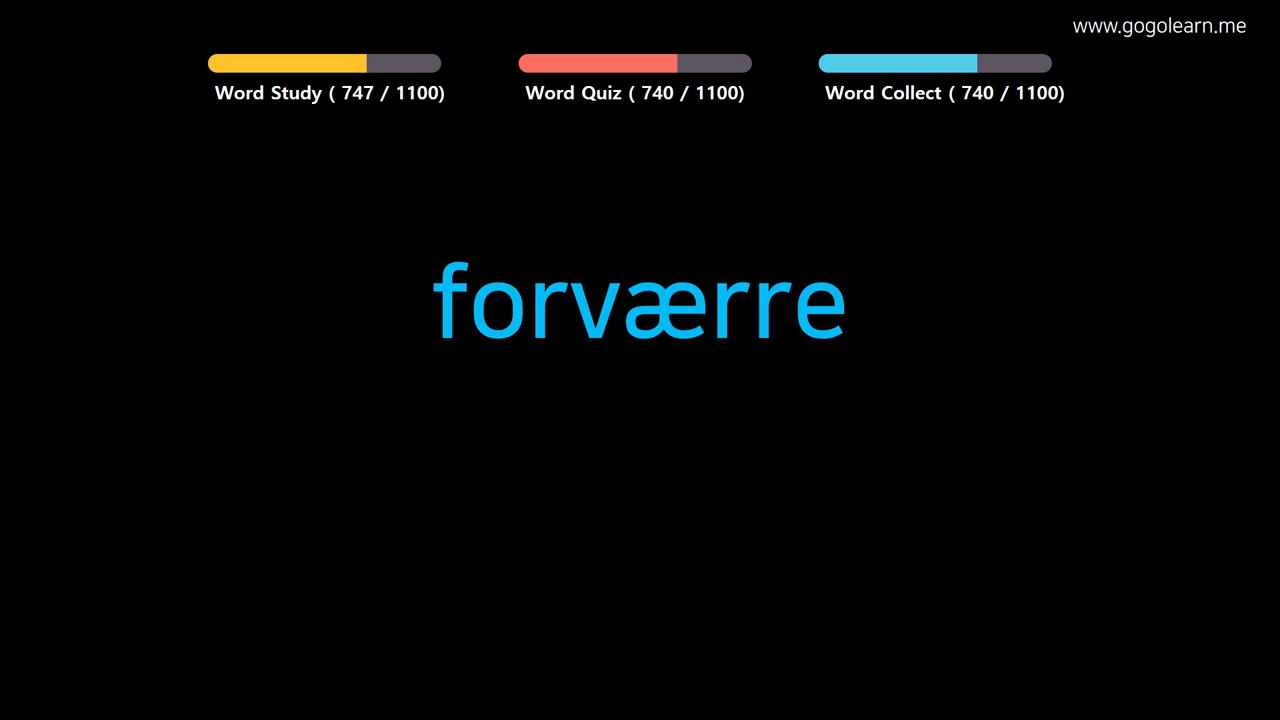 www.gogolearn.me
Word Study ( 747 / 1100)
Word Quiz ( 740 / 1100)
Word Collect ( 740 / 1100)
forværre